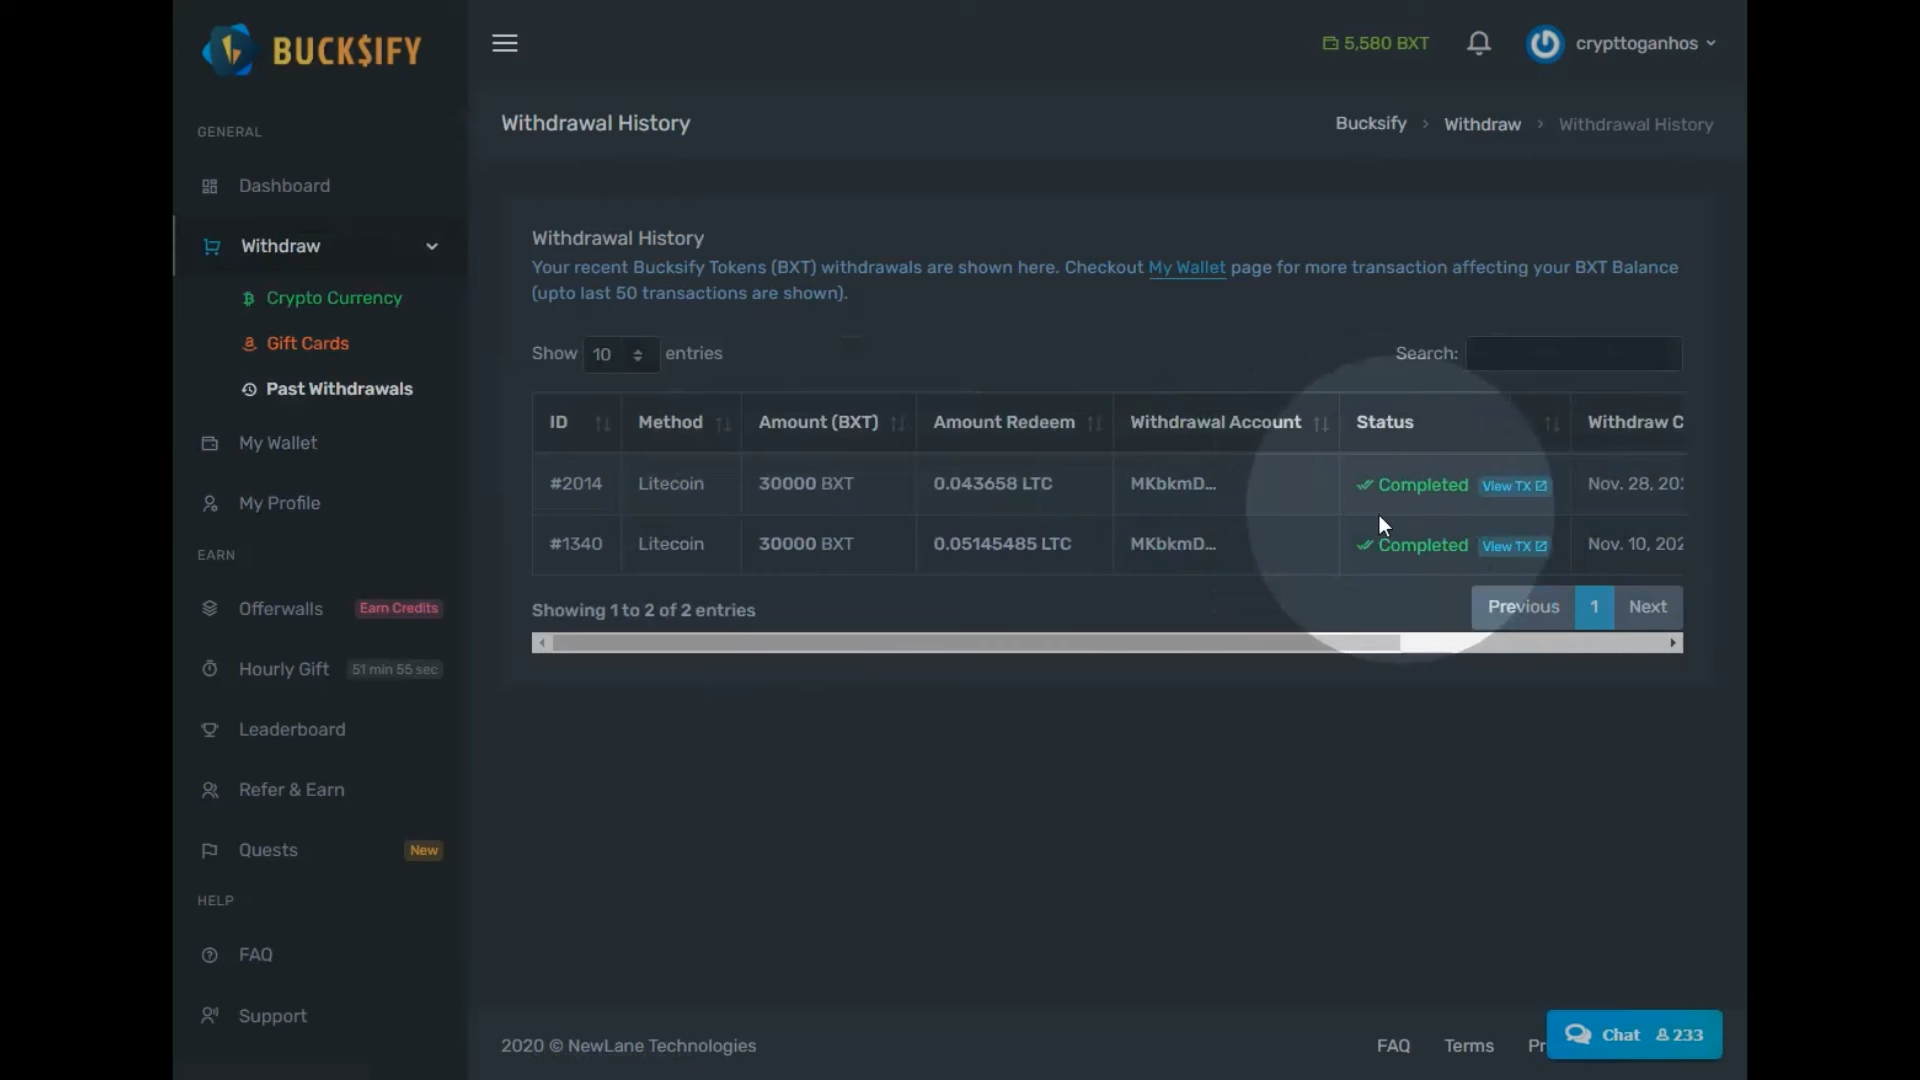 BUCK$IFY
5,580 BXT
crypttoganhos
GENERAL
Dashboard
Withdraw
Crypto Currency
Gift Cards
Past Withdrawals
My Wallet
My Profile
EARN
Offerwalls Earn Credits
Hourly Gift 51 min 55 sec
Leaderboard
Refer & Earn
Quests New
HELP
FAQ
Support
Withdrawal History
Bucksify > Withdraw > Withdrawal History
Withdrawal History
Your recent Bucksify Tokens (BXT) withdrawals are shown here. Checkout My Wallet page for more transaction affecting your BXT Balance
(upto last 50 transactions are shown).
Show 10 entries
Search:
ID Method Amount (BXT) Amount Redeem Withdrawal Account Status Withdraw C
#2014 Litecoin 30000 BXT 0.043658 LTC MKbkmD... Completed View TX Nov. 28, 202
#1340 Litecoin 30000 BXT 0.05145485 LTC MKbkmD... Completed View TX Nov. 10, 202
Showing 1 to 2 of 2 entries
Previous 1 Next
2020 © NewLane Technologies
FAQ Terms Pr
Chat 233